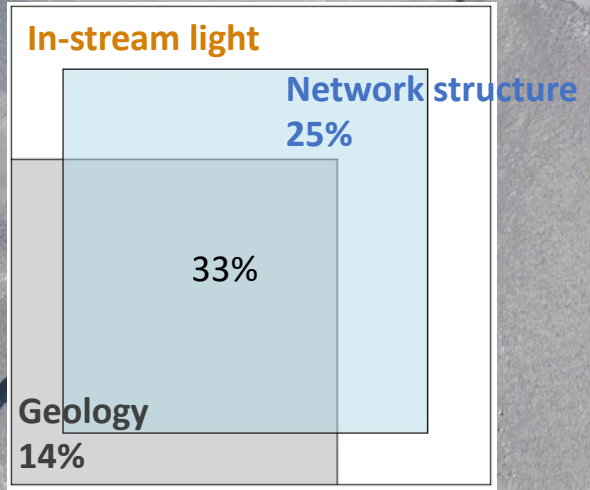 In-stream light
Network structure
25%
33%
Geology
14%